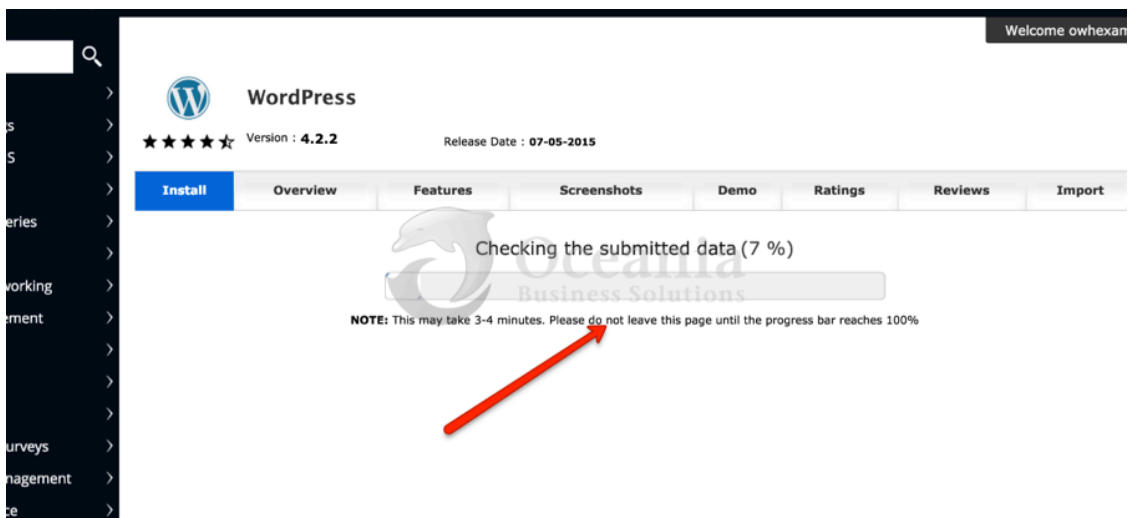 Welcome owhexam
WordPress
Version : 4.2.2
Release Date : 07-05-2015
Install Overview Features Screenshots Demo Ratings Reviews Import
Checking the submitted data (7 %)
Oceania
Business Solutions
NOTE: This may take 3-4 minutes. Please do not leave this page until the progress bar reaches 100%
gs
S
eries
working
ement
urveys
nagement
ce